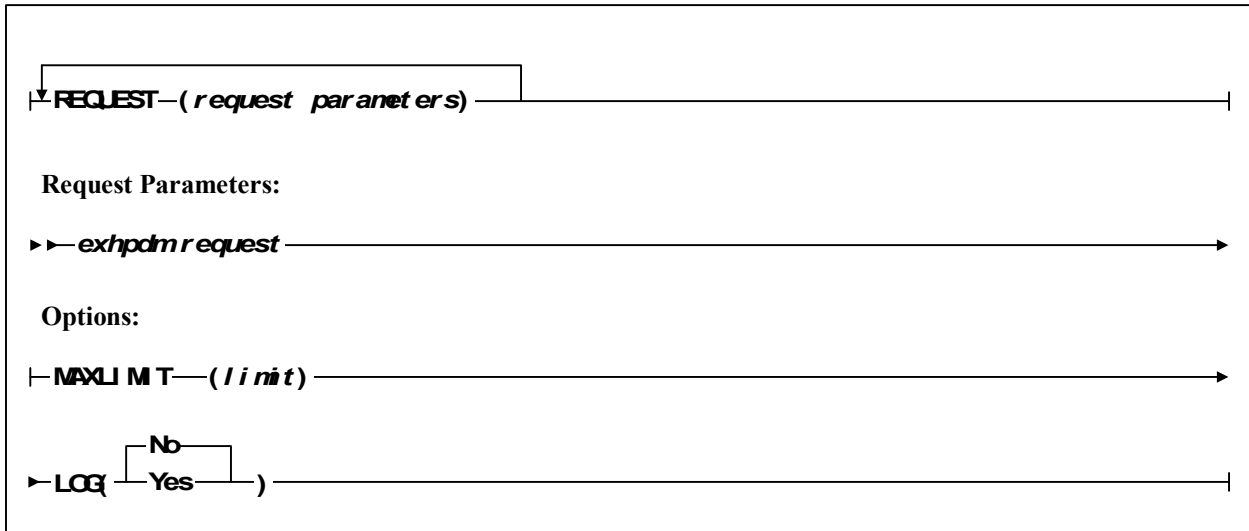 REQUEST (request parameters)
Request Parameters:
exhpdm request
Options:
MAXLIMIT (limit)
No
LOG( Yes )